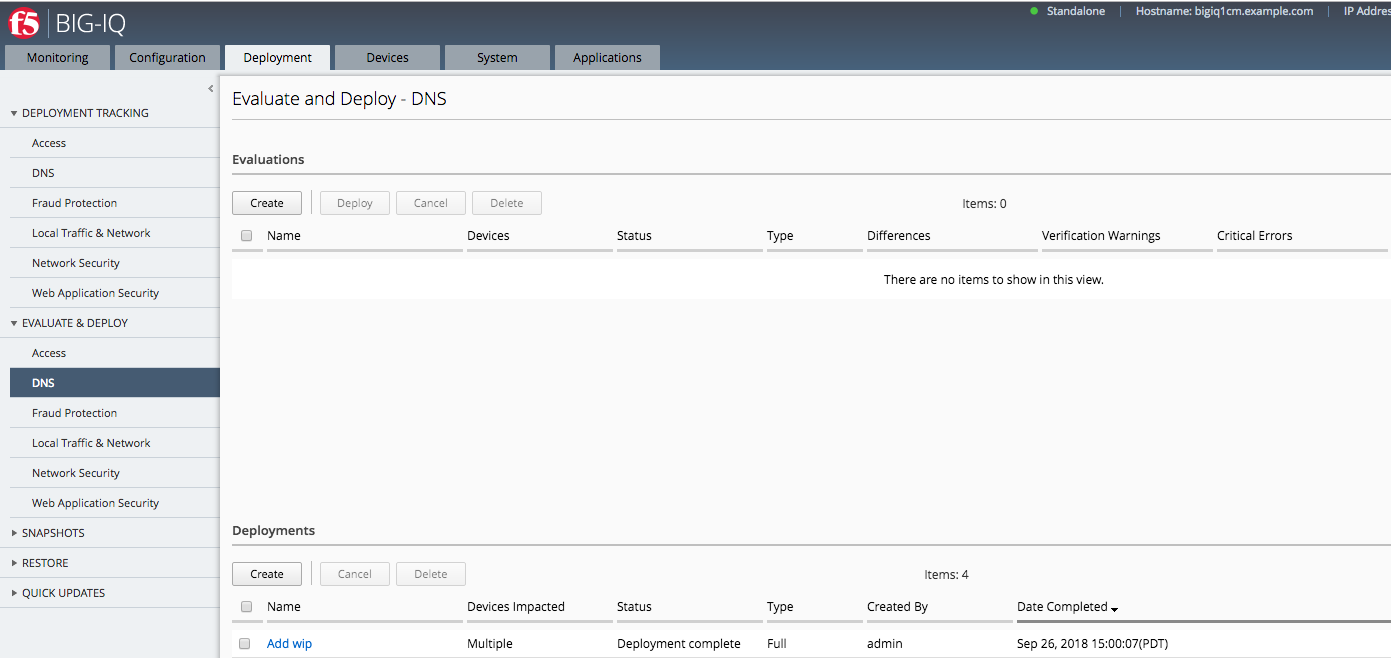 f5 BIG-IQ
Standalone Hostname: bigiq1cm.example.com IP Addres
Monitoring Configuration Deployment Devices System Applications
DEPLOYMENT TRACKING
Access
DNS
Fraud Protection
Local Traffic & Network
Network Security
Web Application Security
EVALUATE & DEPLOY
Access
DNS
Fraud Protection
Local Traffic & Network
Network Security
Web Application Security
SNAPSHOTS
RESTORE
QUICK UPDATES
Evaluate and Deploy - DNS
Evaluations
Create Deploy Cancel Delete Items: 0
Name Devices Status Type Differences Verification Warnings Critical Errors
There are no items to show in this view.
Deployments
Create Cancel Delete Items: 4
Name Devices Impacted Status Type Created By Date Completed
Add wip Multiple Deployment complete Full admin Sep 26, 2018 15:00:07(PDT)